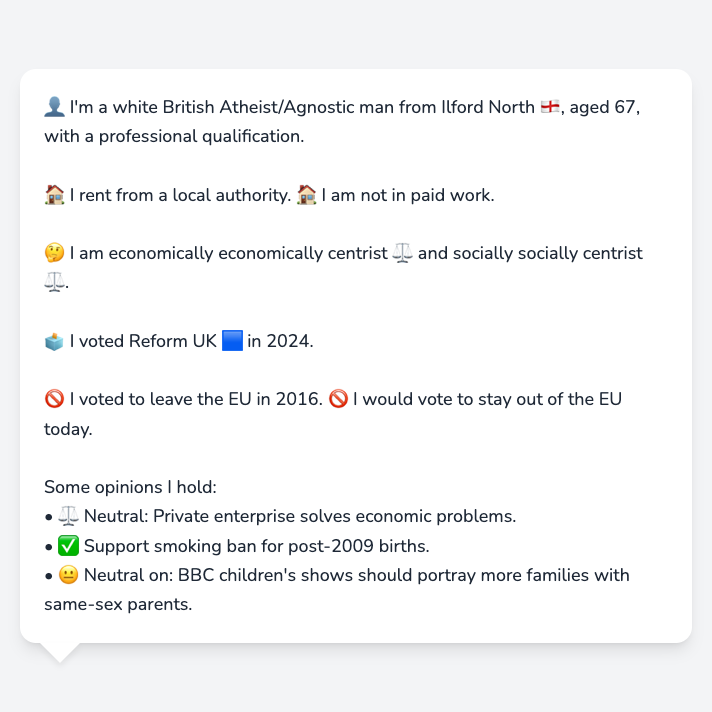 👤 I'm a white British Atheist/Agnostic man from Ilford North 🏴󠁧󠁢󠁥󠁮󠁧󠁿, aged 67,
with a professional qualification.
🏠 I rent from a local authority. 🏠 I am not in paid work.
🤔 I am economically economically centrist ⚖️ and socially socially centrist
⚖️.
🗳️ I voted Reform UK 🟦 in 2024.
🚫 I voted to leave the EU in 2016. 🚫 I would vote to stay out of the EU
today.
Some opinions I hold:
• ⚖️ Neutral: Private enterprise solves economic problems.
• ✅ Support smoking ban for post-2009 births.
• 😐 Neutral on: BBC children's shows should portray more families with
same-sex parents.